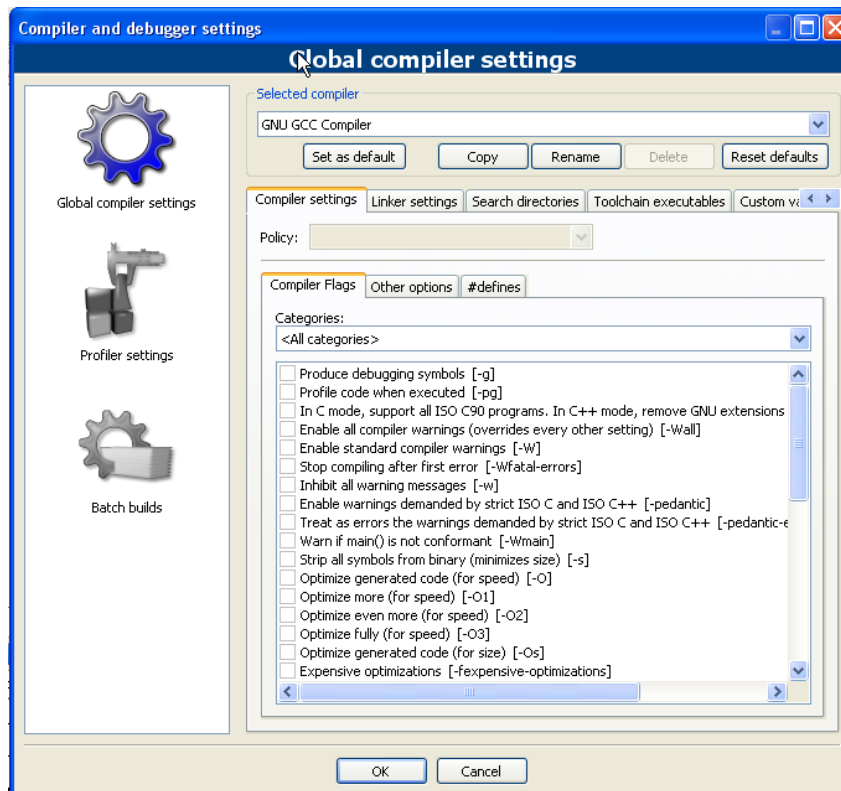 Compiler and debugger settings
Global compiler settings
Global compiler settings
Profiler settings
Batch builds
Selected compiler
GNU GCC Compiler
Set as default Copy Rename Delete Reset defaults
Compiler settings Linker settings Search directories Toolchain executables Custom va
Policy:
Compiler Flags Other options #defines
Categories:
<All categories>
Produce debugging symbols [-g]
Profile code when executed [-pg]
In C mode, support all ISO C90 programs. In C++ mode, remove GNU extensions
Enable all compiler warnings (overrides every other setting) [-Wall]
Enable standard compiler warnings [-W]
Stop compiling after first error [-Wfatal-errors]
Inhibit all warning messages [-w]
Enable warnings demanded by strict ISO C and ISO C++ [-pedantic]
Treat as errors the warnings demanded by strict ISO C and ISO C++ [-pedantic-e
Warn if main() is not conformant [-Wmain]
Strip all symbols from binary (minimizes size) [-s]
Optimize generated code (for speed) [-O]
Optimize more (for speed) [-O1]
Optimize even more (for speed) [-O2]
Optimize fully (for speed) [-O3]
Optimize generated code (for size) [-Os]
Expensive optimizations [-fexpensive-optimizations]
OK Cancel